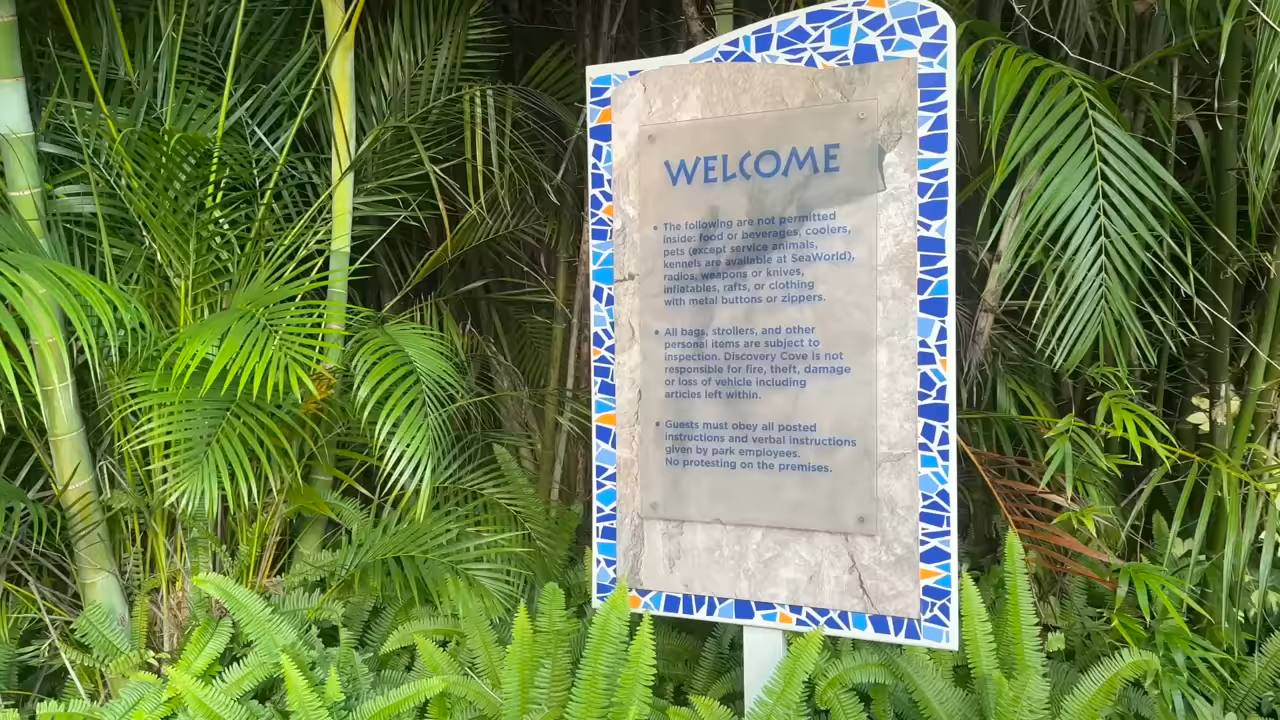 WELCOME
• The following are not permitted
inside: food or beverages, coolers,
pets (except service animals,
kennels are available at SeaWorld),
radios, weapons or knives,
inflatables, rafts, or clothing
with metal buttons or zippers.
• All bags, strollers, and other
personal items are subject to
inspection. Discovery Cove is not
responsible for fire, theft, damage
or loss of vehicle including
articles left within.
• Guests must obey all posted
instructions and verbal instructions
given by park employees.
No protesting on the premises.